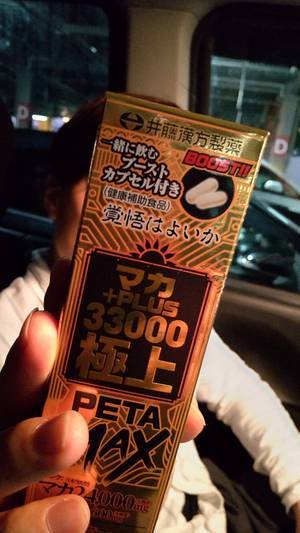 井藤漢方製薬
一緒に飲む
ブースト
カプセル付き
BOOST!!
(健康補助食品)
覚悟はよいか
マカ
+PLUS
33000
極上
PETA
MAX
D